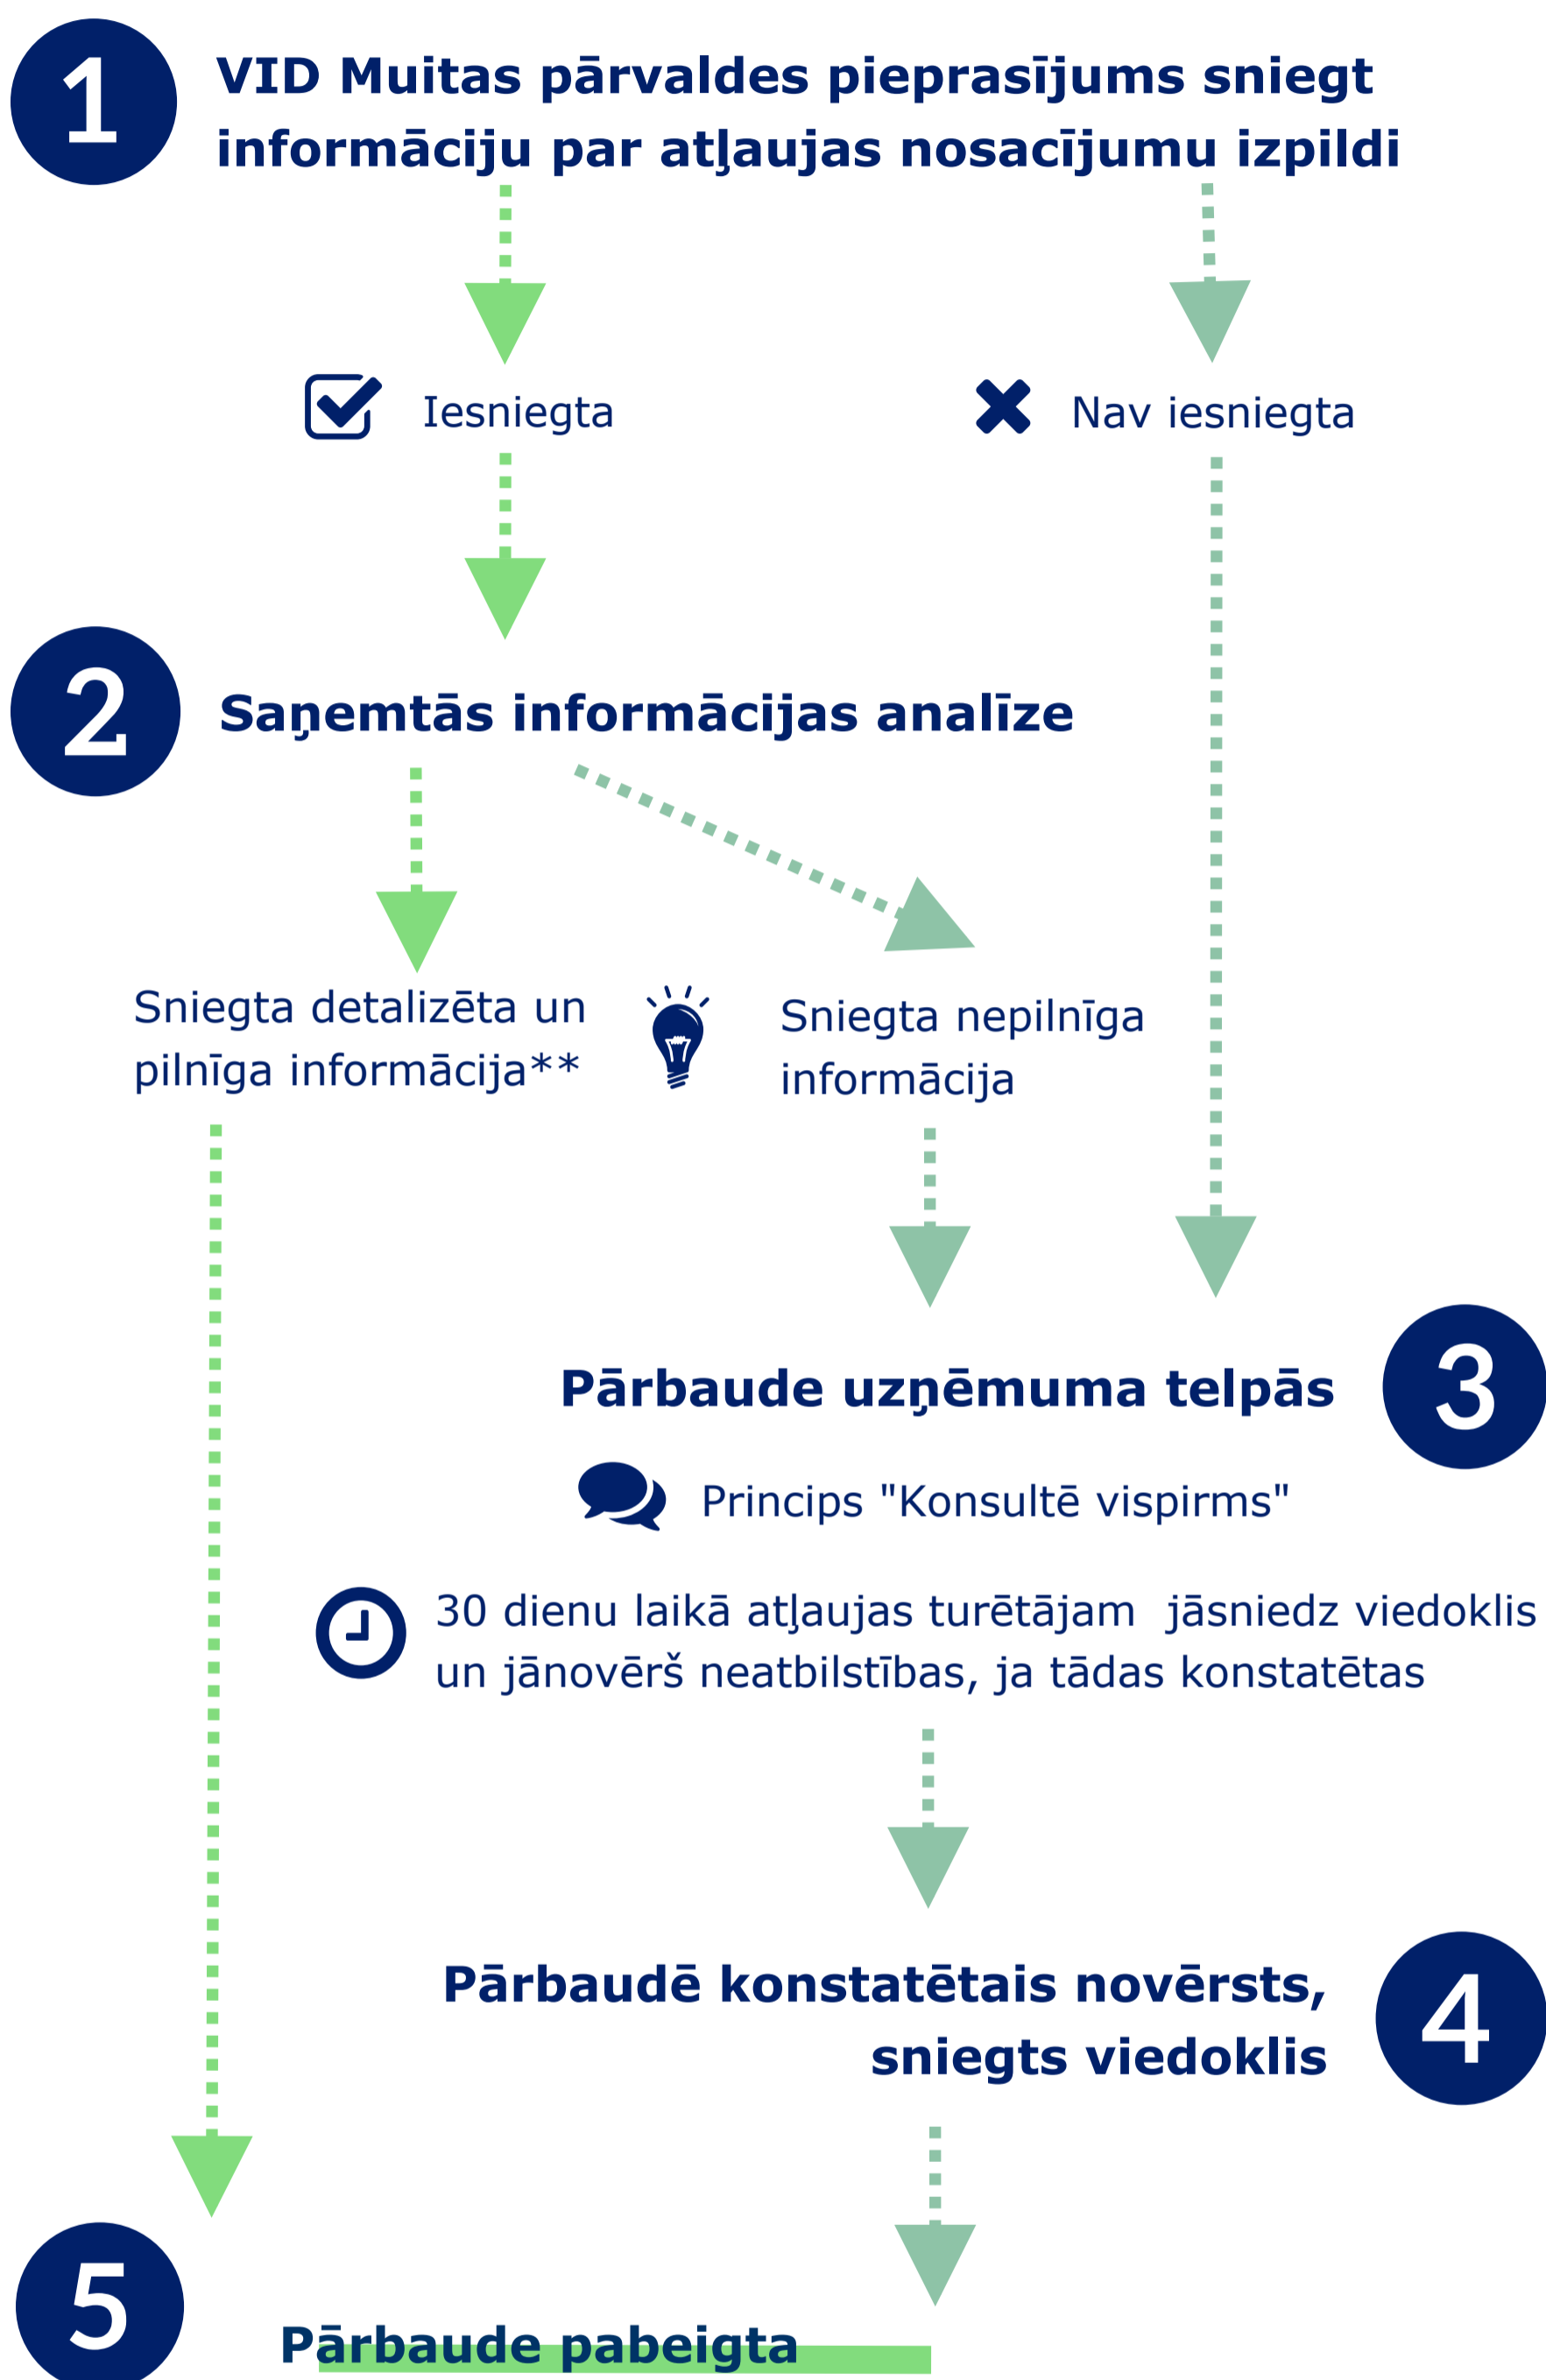 1
VID Muitas pārvaldes pieprasījums sniegt
informāciju par atļaujas nosacījumu izpildi
Iesniegta
Nav iesniegta
2
Saņemtās informācijas analīze
Sniegta detalizēta un
pilnīga informācija**
Sniegta nepilnīga
informācija
Pārbaude uzņēmuma telpās
3
Princips "Konsultē vispirms"
30 dienu laikā atļaujas turētājam  jāsniedz viedoklis
un jānovērš neatbilstības, ja tādas konstatētas
Pārbaudē konstatētais novērsts,
sniegts viedoklis
4
5
Pārbaude pabeigta